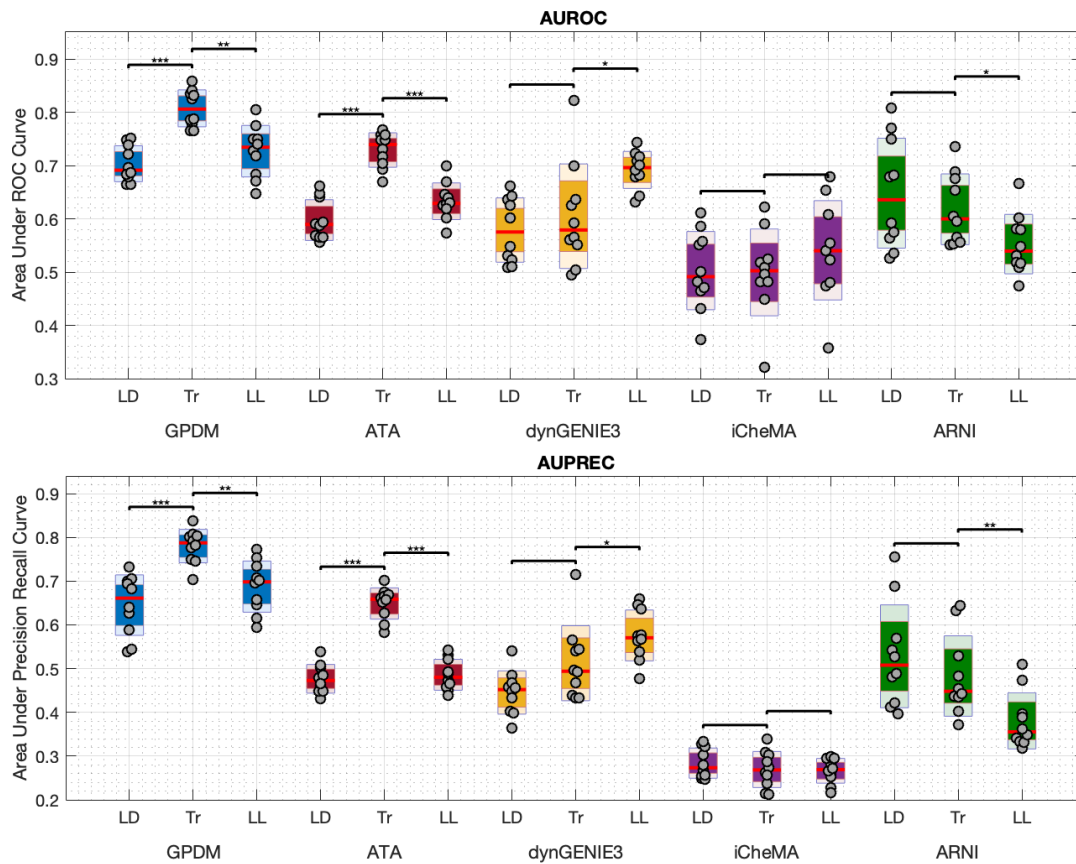 AUROC
Area Under ROC Curve
0.9
0.8
0.7
0.6
0.5
0.4
0.3
*** ** *** *** * *
LD Tr LL LD Tr LL LD Tr LL LD Tr LL LD Tr LL
GPDM ATA dynGENIE3 iCheMA ARNI
AUPREC
Area Under Precision Recall Curve
0.9
0.8
0.7
0.6
0.5
0.4
0.3
0.2
*** ** *** *** * **
LD Tr LL LD Tr LL LD Tr LL LD Tr LL LD Tr LL
GPDM ATA dynGENIE3 iCheMA ARNI